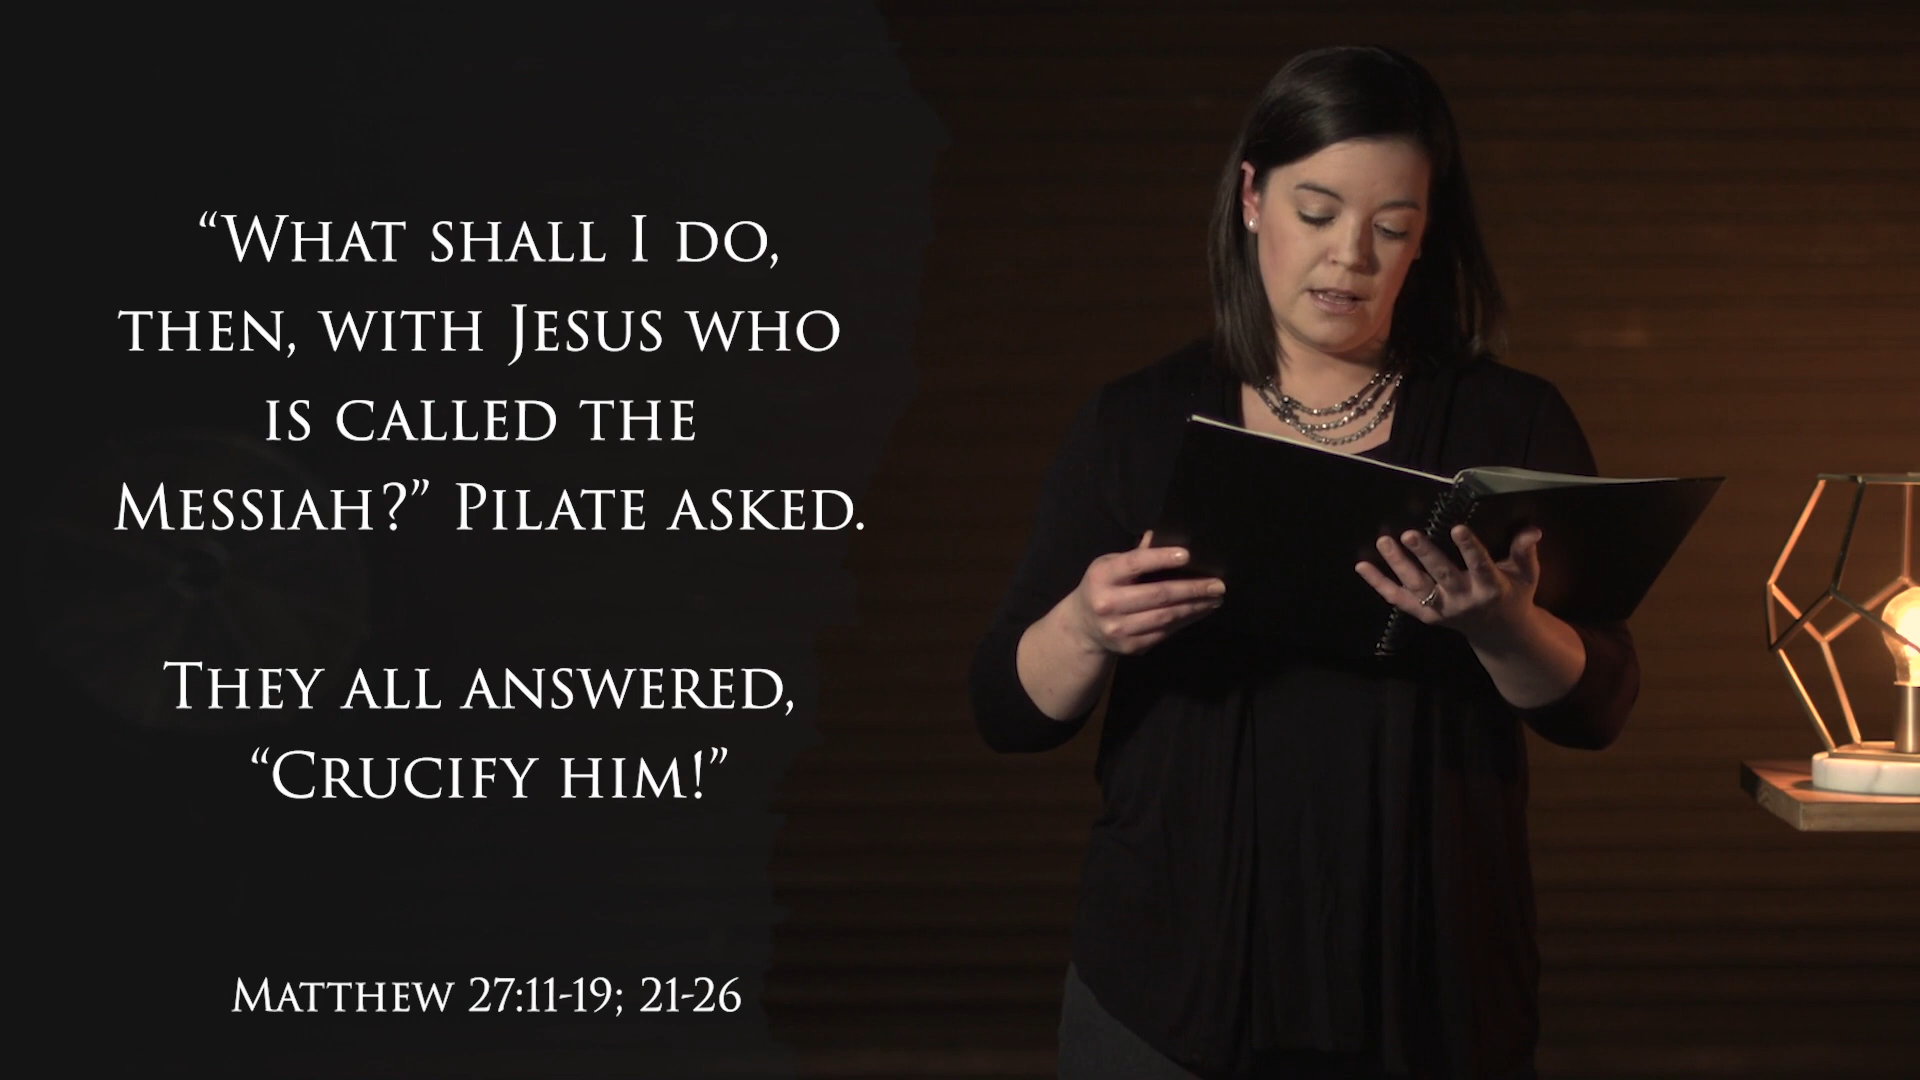 “What shall I do,
then, with Jesus who
is called the
Messiah?” Pilate asked.
They all answered,
“Crucify him!”
Matthew 27:11-19; 21-26